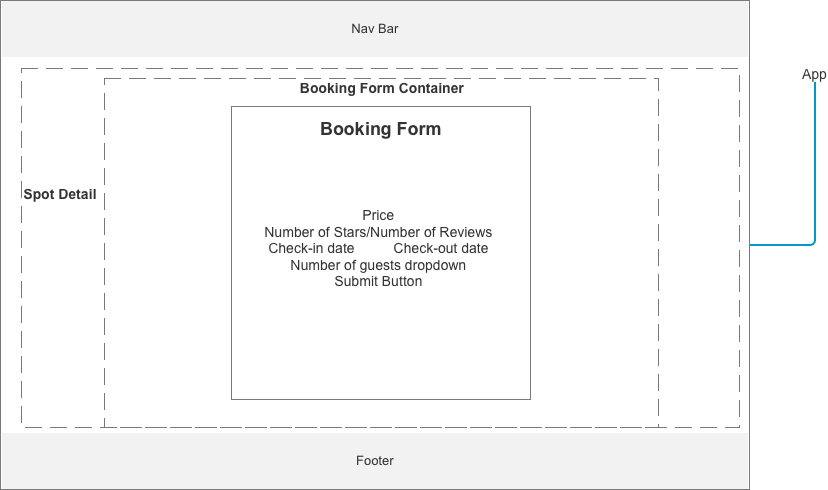 Nav Bar
App
Booking Form Container
Booking Form
Spot Detail
Price
Number of Stars/Number of Reviews
Check-in date Check-out date
Number of guests dropdown
Submit Button
Footer